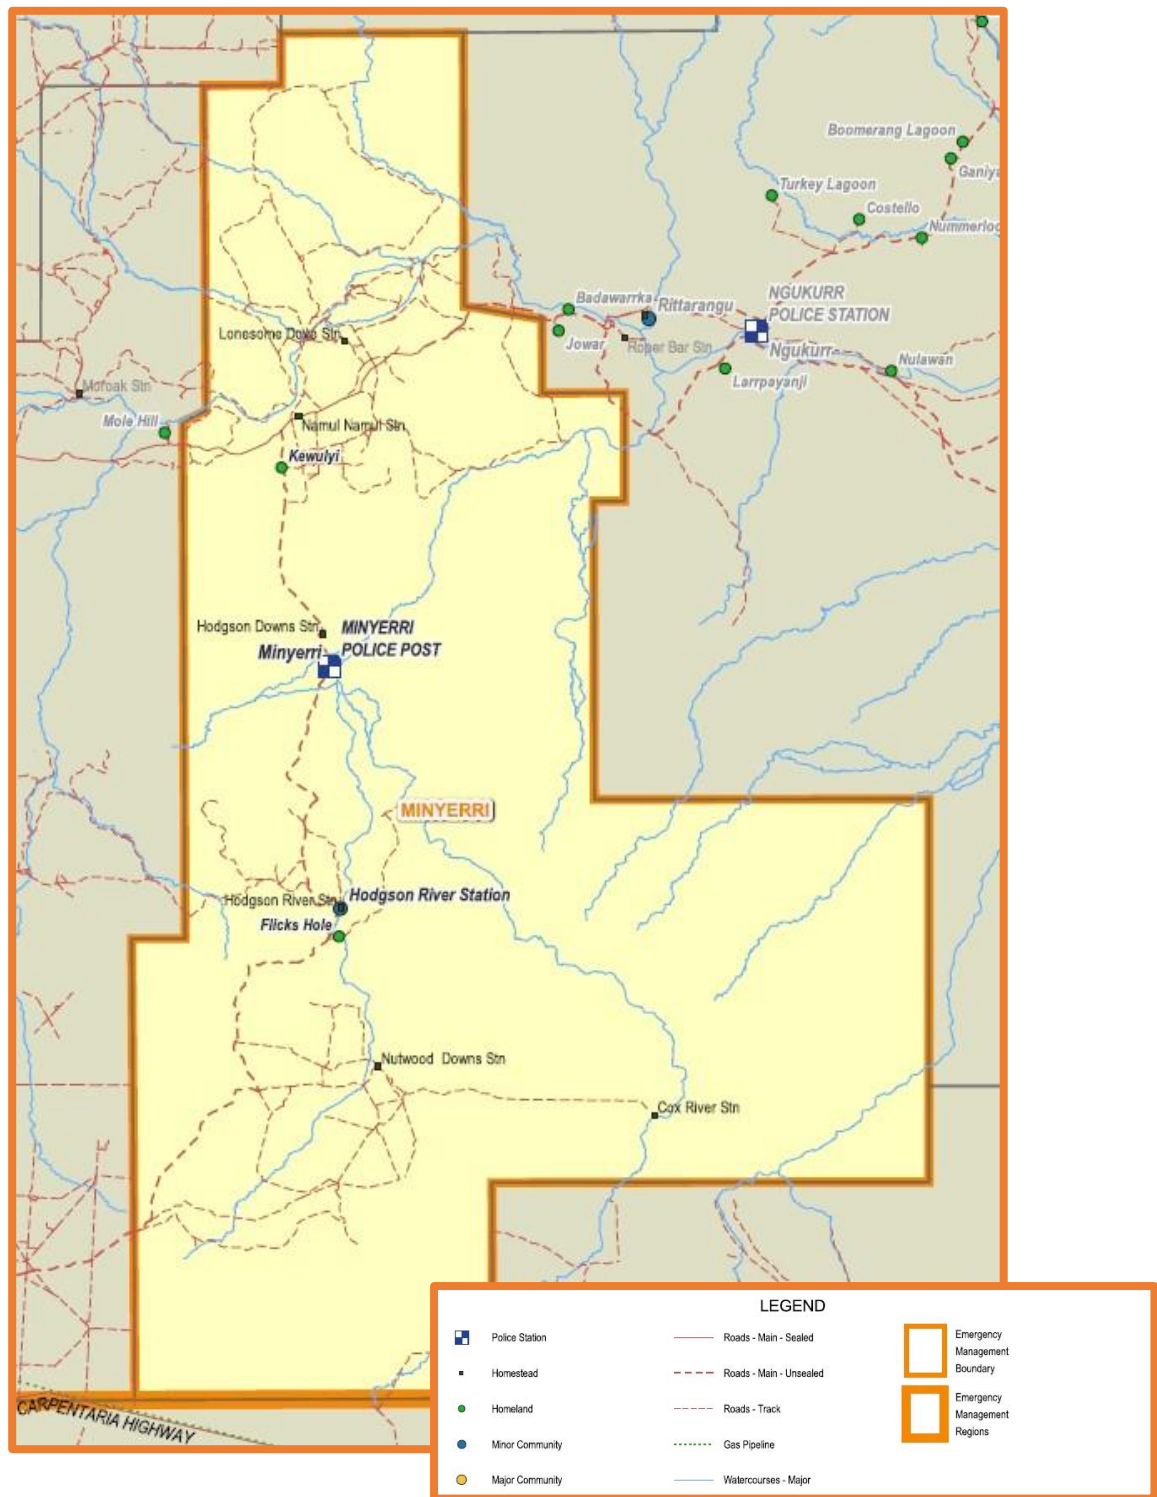 Boomerang Lagoon
Turkey Lagoon
Costello
NGUKURR
POLICE STATION
Badawarrka
Rittarangu
Lonesome Dove Stn
Jowar
Roper Bar Stn
Ngukurr
Nulawan
Moroak Stn
Larrpayanji
Mole Hill
Namul Namul Stn
Kewulyi
Hodgson Downs Stn
MINYERRI
POLICE POST
Minyerri
MINYERRI
Hodgson River Stn
Hodgson River Station
Flicks Hole
Nutwood Downs Stn
Cox River Stn
CARPENTARIA HIGHWAY
LEGEND
Police Station
Homestead
Homeland
Minor Community
Major Community
Roads - Main - Sealed
Roads - Main - Unsealed
Roads - Track
Gas Pipeline
Watercourses - Major
Emergency
Management
Boundary
Emergency
Management
Regions